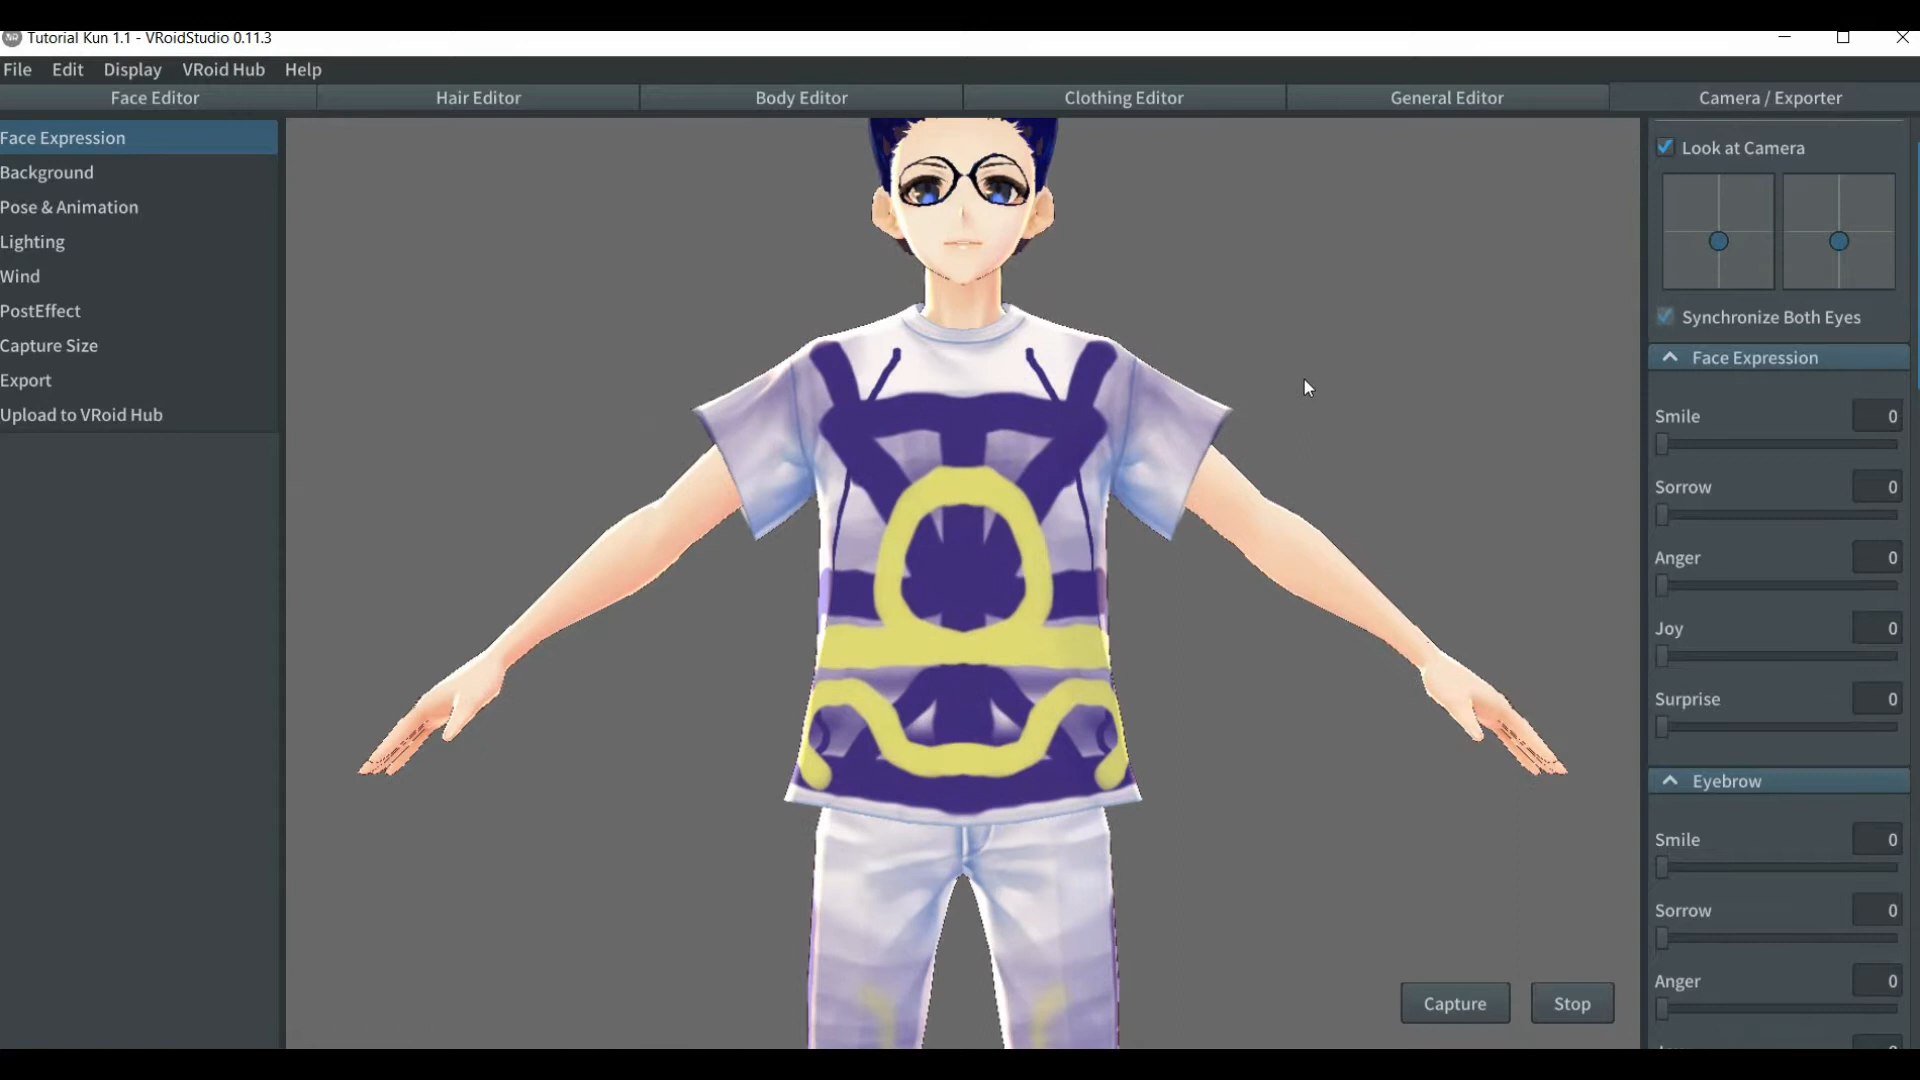 Tutorial Kun 1.1 - VRoidStudio 0.11.3
File Edit Display VRoid Hub Help
Face Editor Hair Editor Body Editor Clothing Editor General Editor Camera / Exporter
Face Expression
Background
Pose & Animation
Lighting
Wind
PostEffect
Capture Size
Export
Upload to VRoid Hub
Look at Camera
Synchronize Both Eyes
Face Expression
Smile 0
Sorrow 0
Anger 0
Joy 0
Surprise 0
Eyebrow
Smile 0
Sorrow 0
Anger 0
Capture Stop